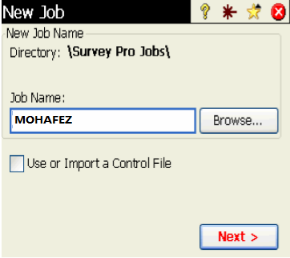 New Job
New Job Name
Directory: \Survey Pro Jobs\
Job Name:
MOHAFEZ
Browse...
Use or Import a Control File
Next >